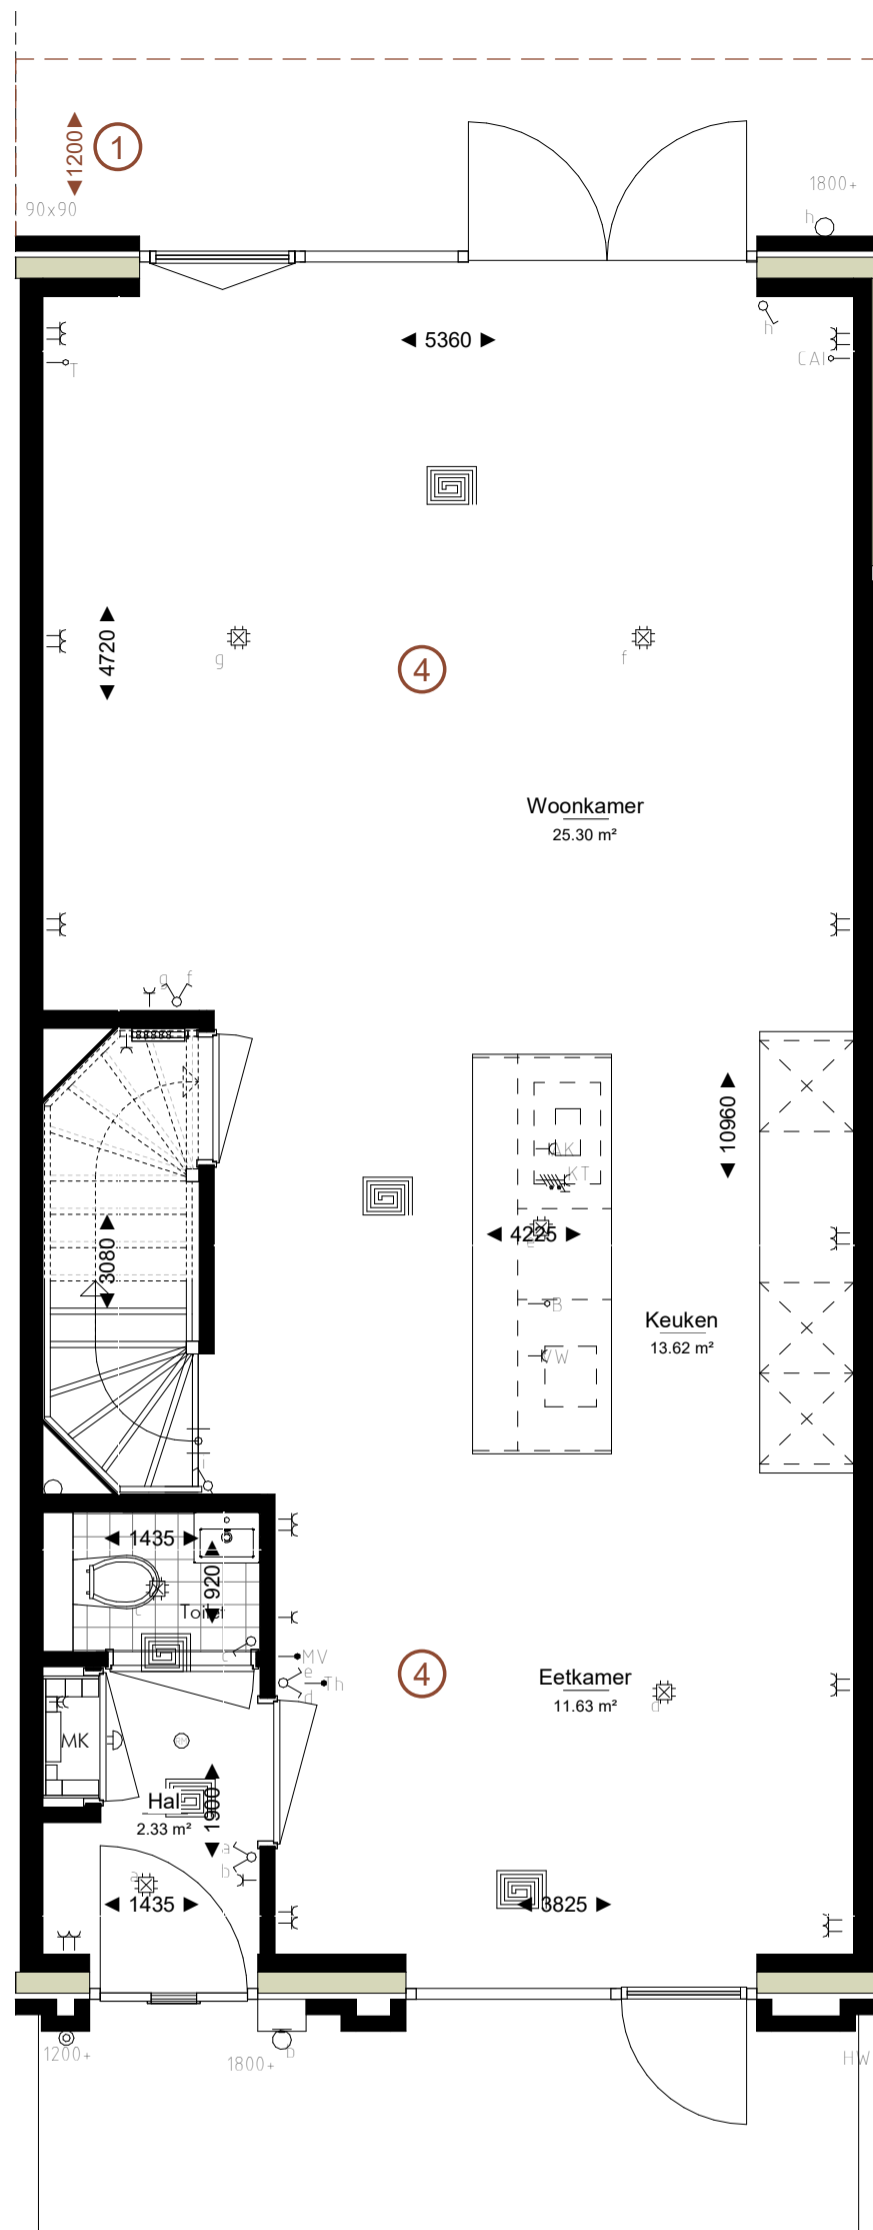 1200
1
1800+
90x90
h
5360
h
T
CAI
4720
g
4
f
Woonkamer
25.30 m²
g f
10960
AK
KT
3080
4225
e
B
Keuken
13.62 m²
VW
1435
920
t
Toilet
t
MV
e
Th
d
4
Eetkamer
11.63 m²
d
MK
RM
Hal
2.33 m²
1900
a
b
a
1435
3825
1200+
1800+
b
HW